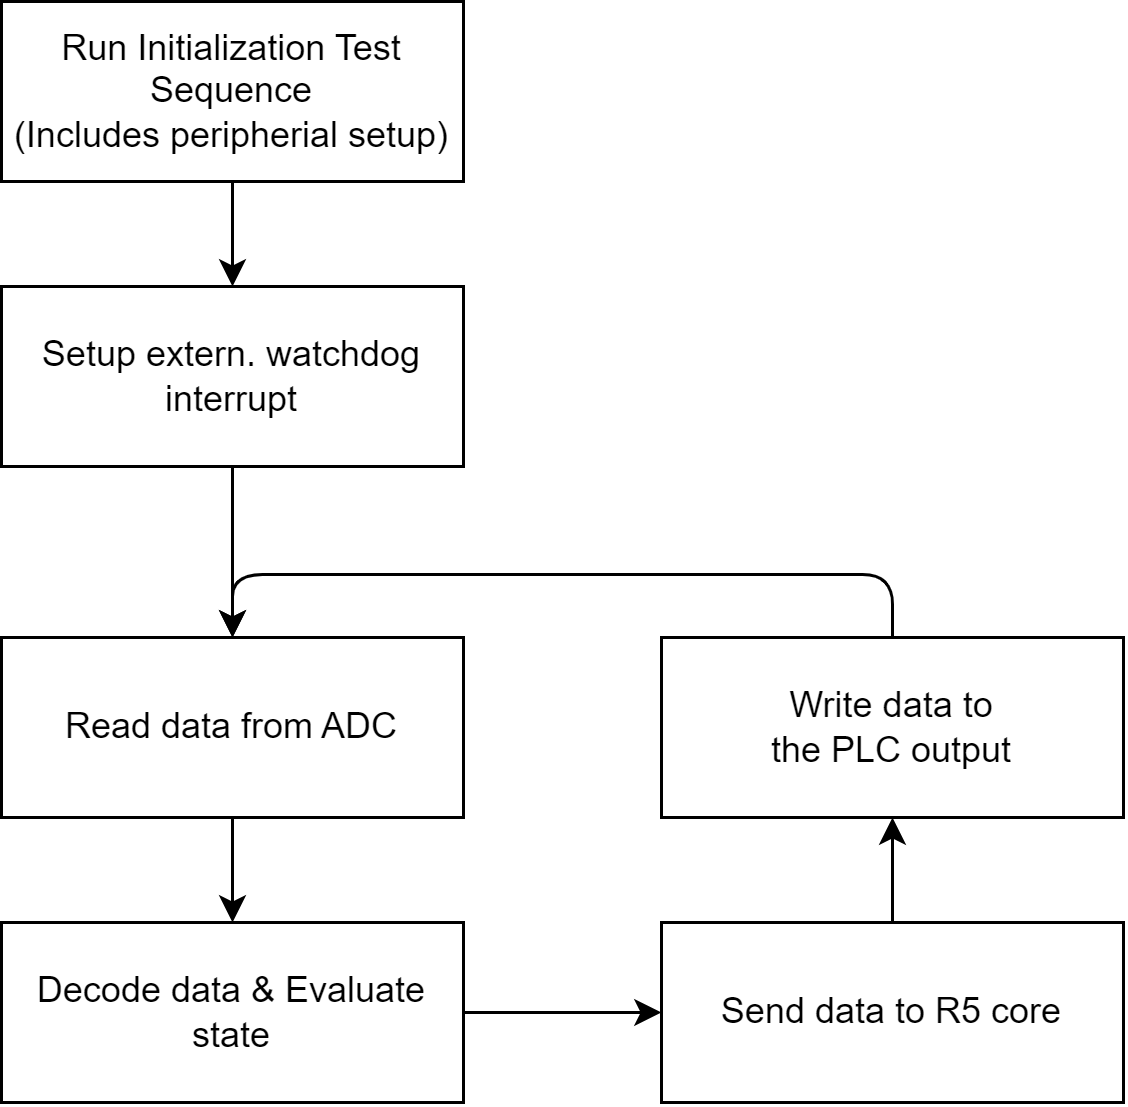 Run Initialization Test
Sequence
(Includes peripherial setup)
Setup extern. watchdog
interrupt
Read data from ADC
Decode data & Evaluate
state
Send data to R5 core
Write data to
the PLC output